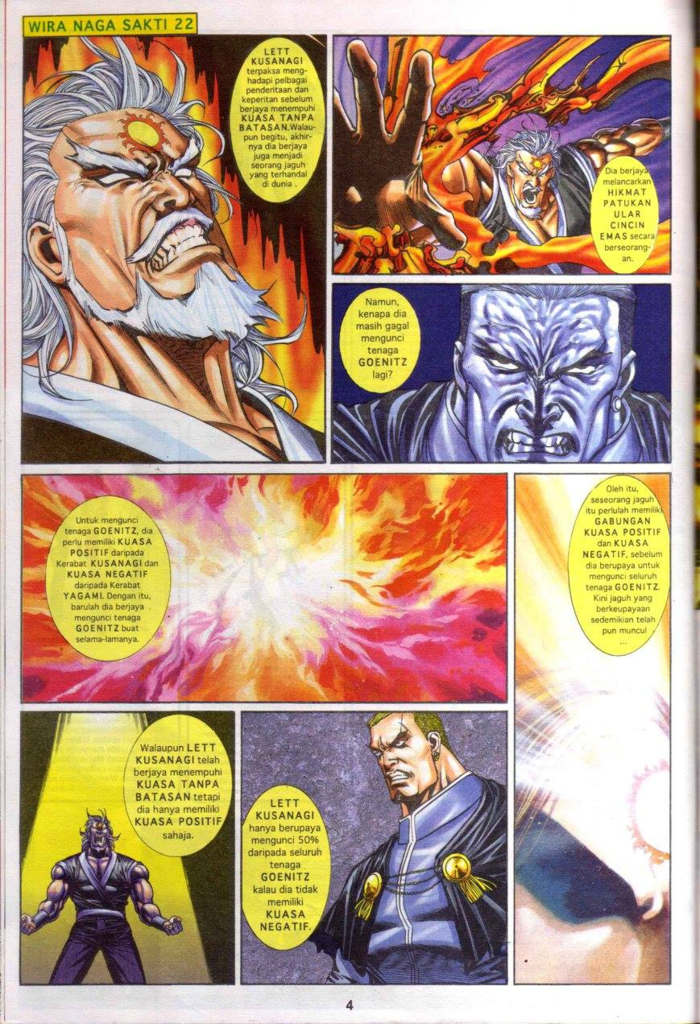 WIRA NAGA SAKTI 22
LETT
KUSANAGI
terpaksa meng-
hadapi pelbagai
penderitaan dan
keperitan sebelum
berjaya menempuhi
KUASA TANPA
BATASAN.Walau-
pun begitu, akhir-
nya dia berjaya
juga menjadi
seorang jaguh
yang terhandal
di dunia .
Dia berjaya
melancarkan
HIKMAT
PATUKAN
ULAR
CINCIN
EMAS secara
berseorang-
an.
Namun,
kenapa dia
masih gagal
mengunci
tenaga
GOENITZ
lagi?
Untuk mengunci
tenaga GOENITZ, dia
perlu memiliki KUASA
POSITIF daripada
Kerabat KUSANAGI dan
KUASA NEGATIF
daripada Kerabat
YAGAMI. Dengan itu,
barulah dia berjaya
mengunci tenaga
GOENITZ buat
selama-lamanya.
Oleh itu,
seseorang jaguh
itu perlulah memiliki
GABUNGAN
KUASA POSITIF
dan KUASA
NEGATIF, sebelum
dia berupaya untuk
mengunci seluruh
tenaga GOENITZ.
Kini jaguh yang
berkeupayaan
sedemikian telah
pun muncul
...
Walaupun LETT
KUSANAGI telah
berjaya menempuhi
KUASA TANPA
BATASAN tetapi
dia hanya memiliki
KUASA POSITIF
sahaja.
LETT
KUSANAGI
hanya berupaya
mengunci 50%
daripada seluruh
tenaga
GOENITZ
kalau dia tidak
memiliki
KUASA
NEGATIF.
4